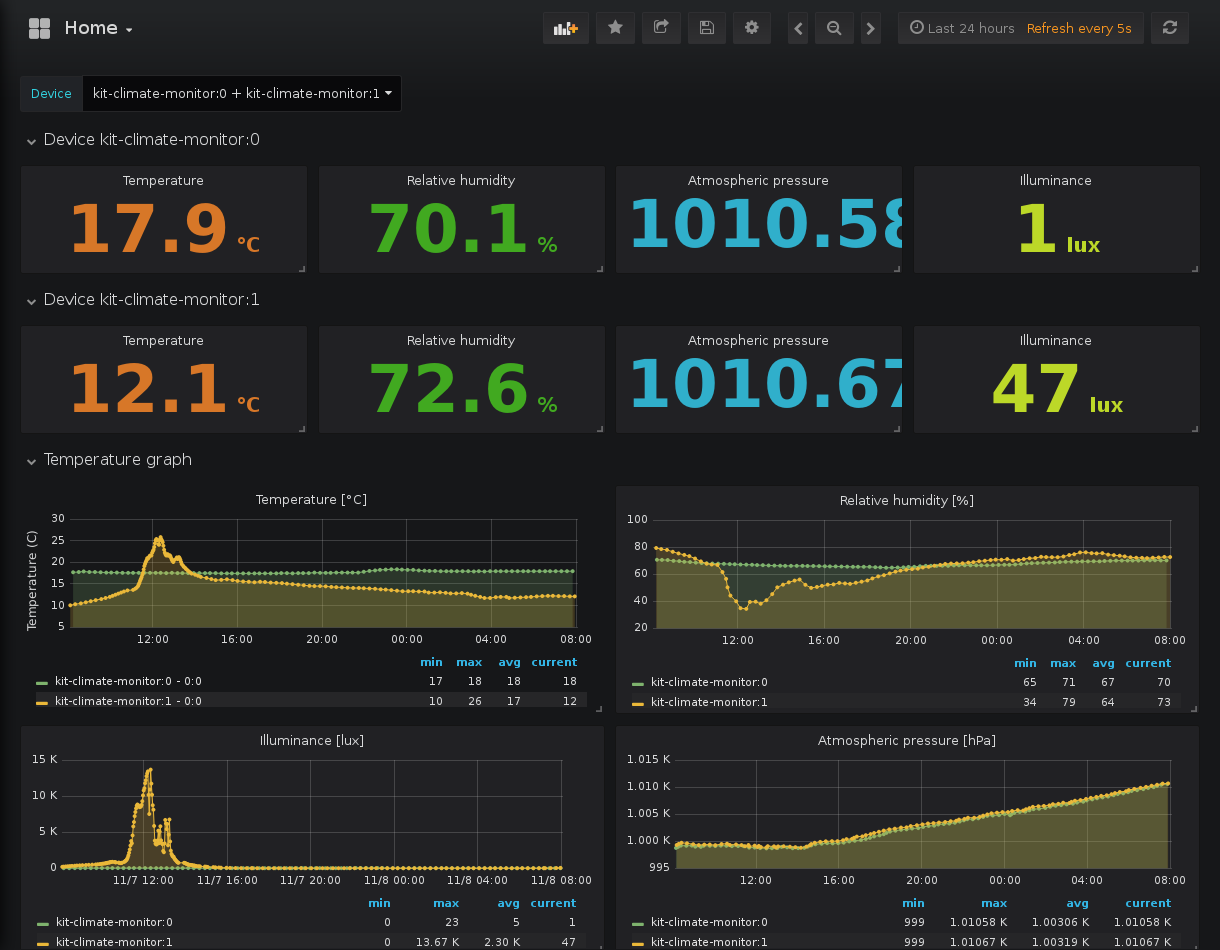 Home
Last 24 hours Refresh every 5s
Device kit-climate-monitor:0 + kit-climate-monitor:1
Device kit-climate-monitor:0
Temperature Relative humidity Atmospheric pressure Illuminance
17.9 °C 70.1 % 1010.58 1 lux
Device kit-climate-monitor:1
Temperature Relative humidity Atmospheric pressure Illuminance
12.1 °C 72.6 % 1010.67 47 lux
Temperature graph
Temperature [°C]
Temperature (C)
30
25
20
15
10
5
12:00 16:00 20:00 00:00 04:00 08:00
min max avg current
kit-climate-monitor:0 - 0:0 17 18 18 18
kit-climate-monitor:1 - 0:0 10 26 17 12
Relative humidity [%]
100
80
60
40
20
12:00 16:00 20:00 00:00 04:00 08:00
min max avg current
kit-climate-monitor:0 65 71 67 70
kit-climate-monitor:1 34 79 64 73
Illuminance [lux]
15 K
10 K
5 K
0
11/7 12:00 11/7 16:00 11/7 20:00 11/8 00:00 11/8 04:00 11/8 08:00
min max avg current
kit-climate-monitor:0 0 23 5 1
kit-climate-monitor:1 0 13.67 K 2.30 K 47
Atmospheric pressure [hPa]
1.015 K
1.010 K
1.005 K
1.000 K
995
12:00 16:00 20:00 00:00 04:00 08:00
min max avg current
kit-climate-monitor:0 999 1.01058 K 1.00306 K 1.01058 K
kit-climate-monitor:1 999 1.01067 K 1.00319 K 1.01067 K